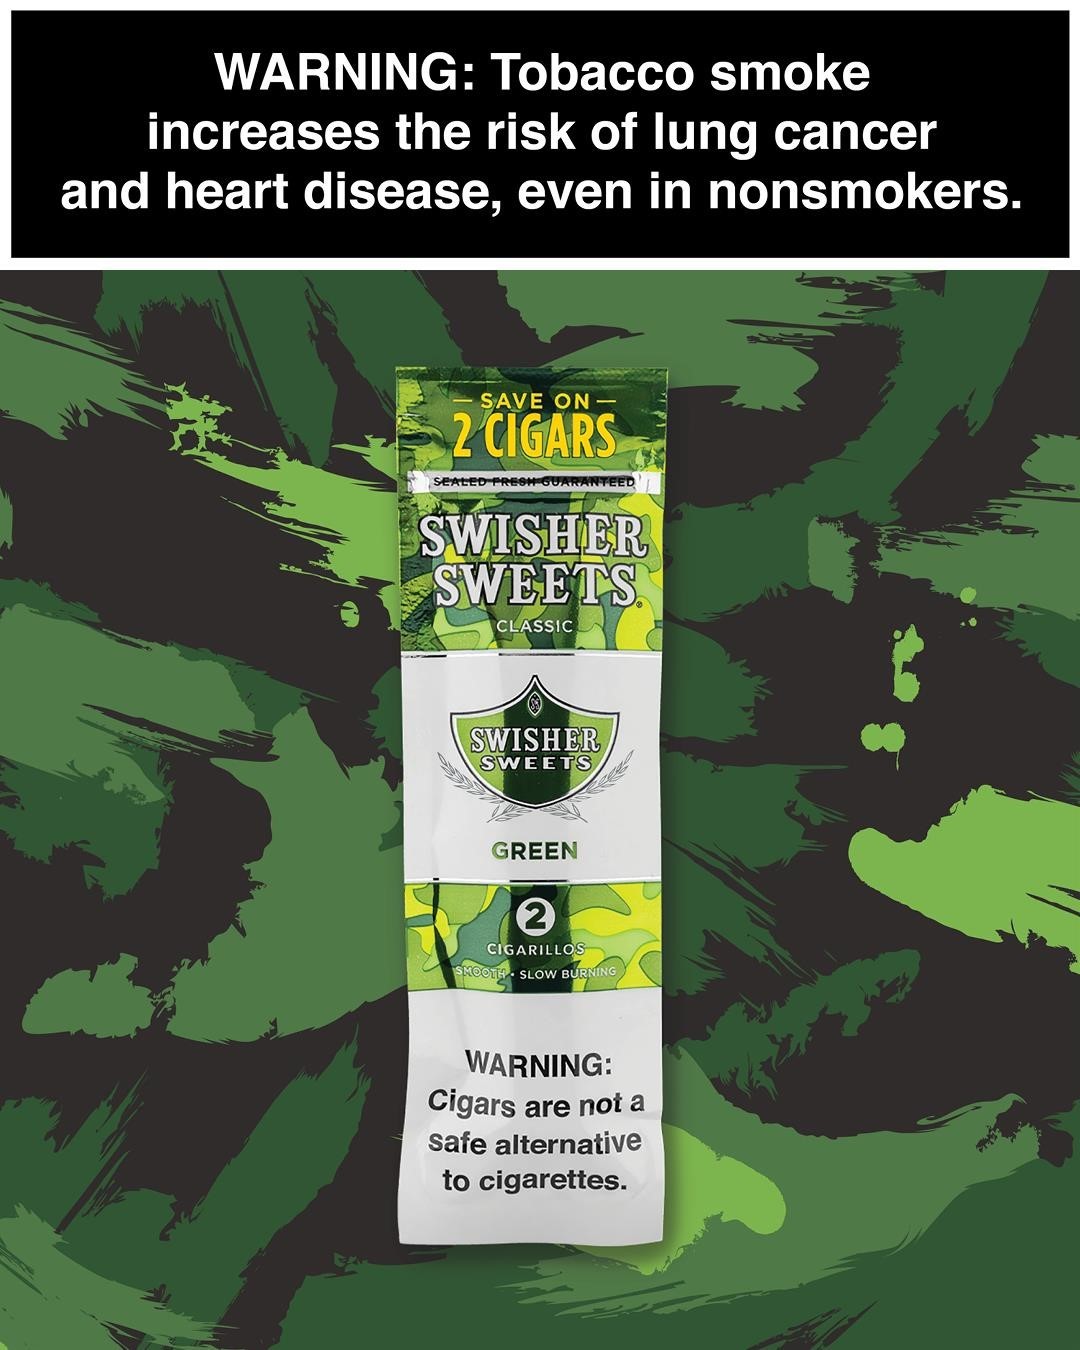 WARNING: Tobacco smoke
increases the risk of lung cancer
and heart disease, even in nonsmokers.
— SAVE ON —
2 CIGARS
SEALED FRESH GUARANTEED
SWISHER
SWEETS®
CLASSIC
SS
SWISHER
SWEETS
GREEN
2
CIGARILLOS
SMOOTH • SLOW BURNING
WARNING:
Cigars are not a
safe alternative
to cigarettes.